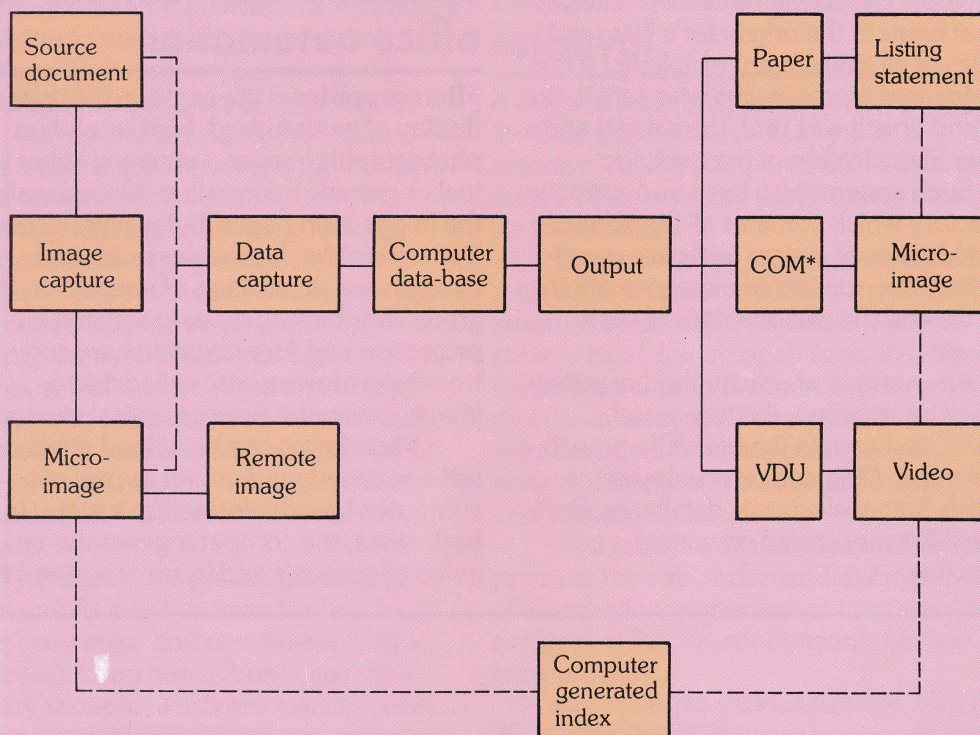 Source
document
Paper
Listing
statement
Image
capture
Data
capture
Computer
data-base
Output
COM*
Micro-
image
Micro-
image
Remote
image
VDU
Video
Computer
generated
index